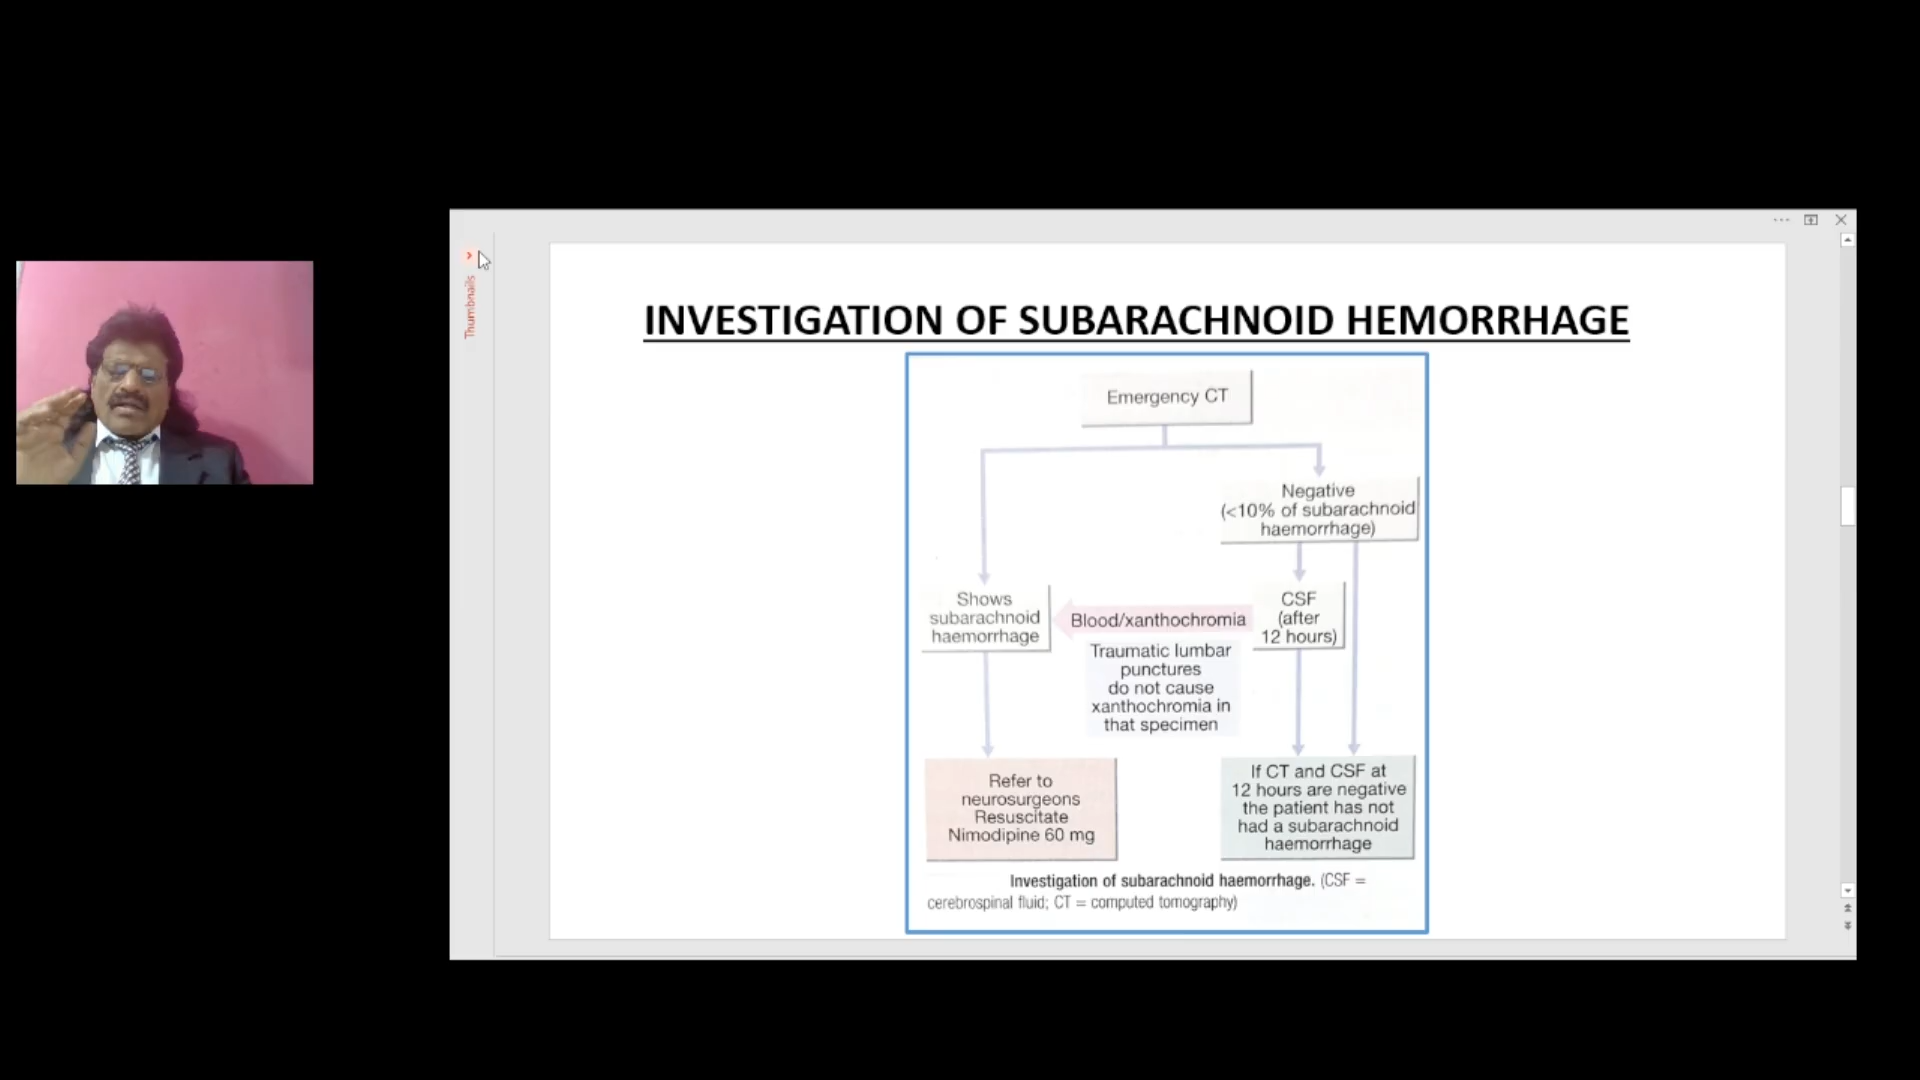 Thumbnails
INVESTIGATION OF SUBARACHNOID HEMORRHAGE
Emergency CT
Negative
(<10% of subarachnoid
haemorrhage)
Shows
subarachnoid
haemorrhage
Blood/xanthochromia
CSF
(after
12 hours)
Traumatic lumbar
punctures
do not cause
xanthochromia in
that specimen
Refer to
neurosurgeons
Resuscitate
Nimodipine 60 mg
If CT and CSF at
12 hours are negative
the patient has not
had a subarachnoid
haemorrhage
Investigation of subarachnoid haemorrhage. (CSF =
cerebrospinal fluid; CT = computed tomography)